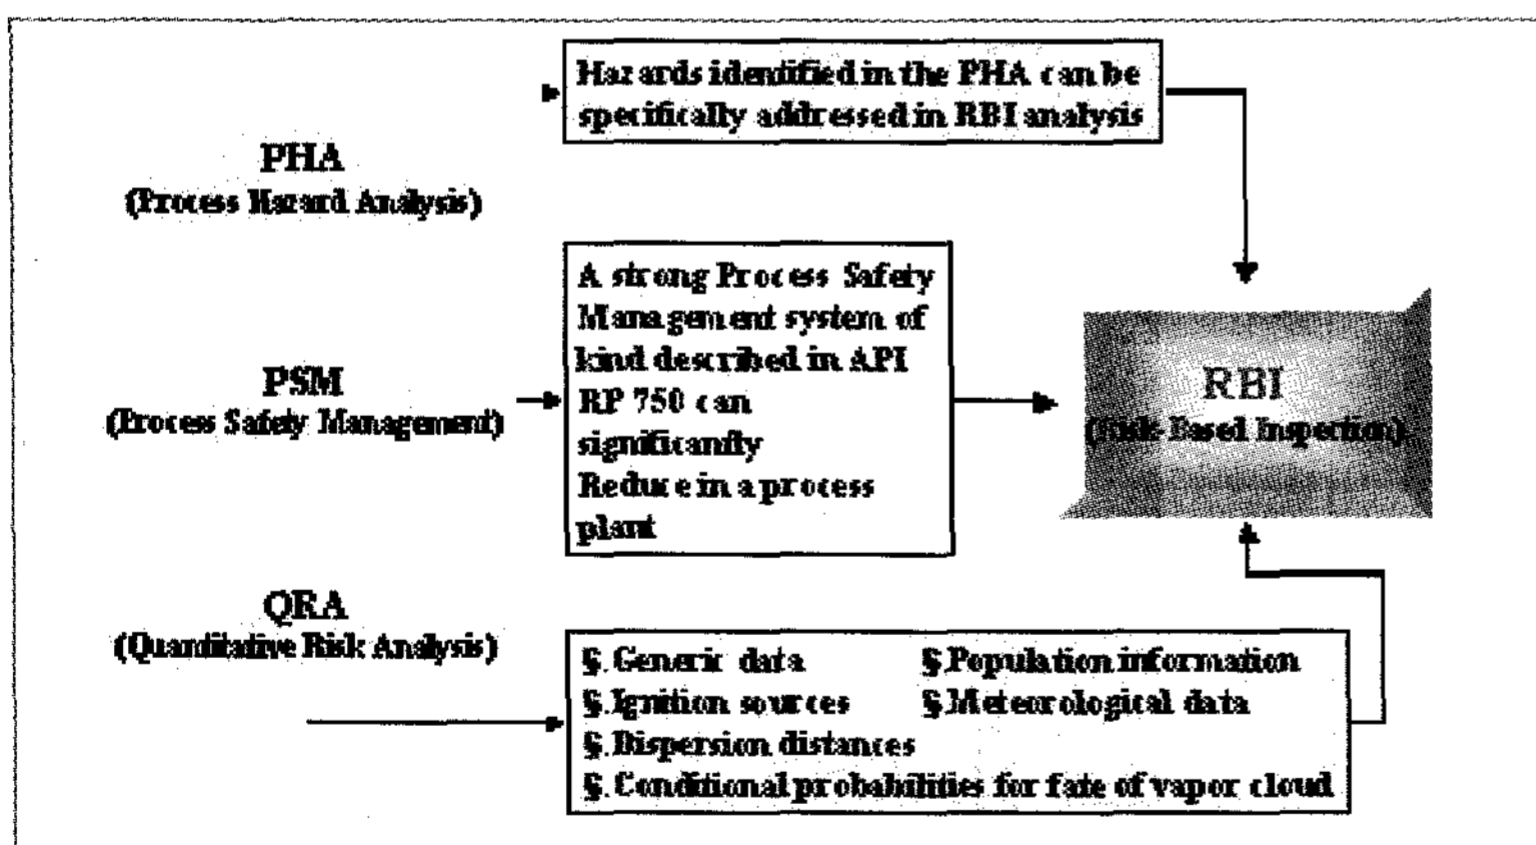 Hazards identified in the PHA can be
specifically addressed in RBI analysis
PHA
(Process Hazard Analysis)
A strong Process Safety
Management system of
kind described in API
RP 750 can
significantly
Reduce in a process
plant
PSM
(Process Safety Management)
RBI
(Risk-Based Inspection)
QRA
(Quantitative Risk Analysis)
§. Generic data §.Population information
§.Ignition sources §.Meteorological data
§.Dispersion distances
§. Conditional probabilities for fate of vapor cloud